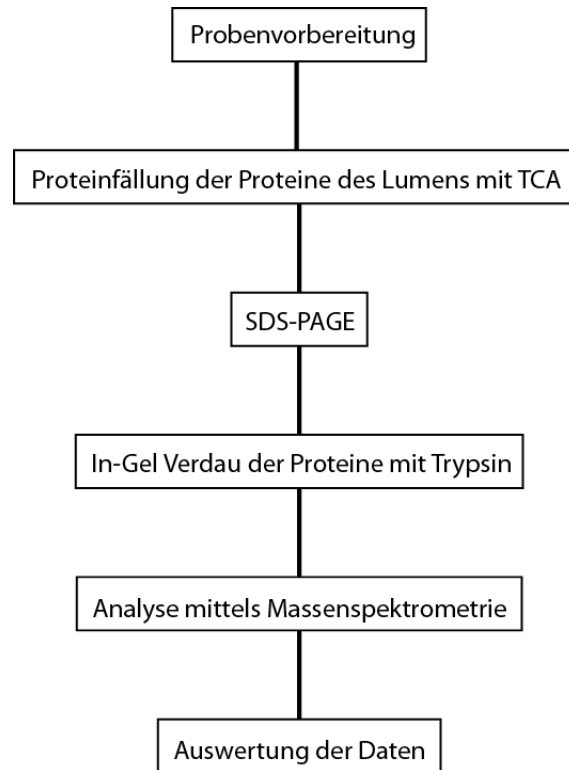 Probenvorbereitung
Proteinfällung der Proteine des Lumens mit TCA
SDS-PAGE
In-Gel Verdau der Proteine mit Trypsin
Analyse mittels Massenspektrometrie
Auswertung der Daten